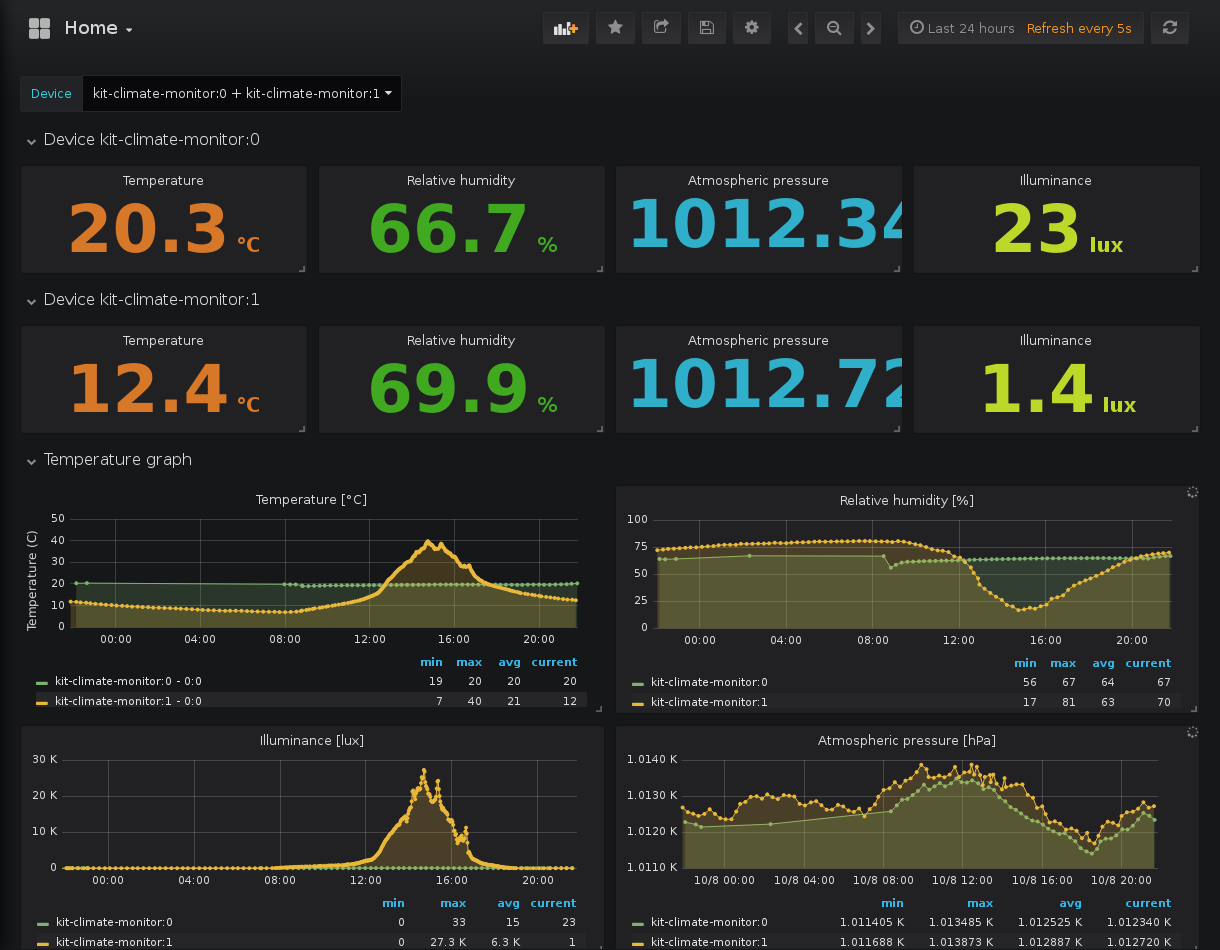 Home
Last 24 hours Refresh every 5s
Device kit-climate-monitor:0 + kit-climate-monitor:1
Device kit-climate-monitor:0
Temperature Relative humidity Atmospheric pressure Illuminance
20.3 °C 66.7 % 1012.34 23 lux
Device kit-climate-monitor:1
Temperature Relative humidity Atmospheric pressure Illuminance
12.4 °C 69.9 % 1012.72 1.4 lux
Temperature graph
Temperature [°C]
Temperature (C)
50
40
30
20
10
0
00:00 04:00 08:00 12:00 16:00 20:00
min max avg current
kit-climate-monitor:0 - 0:0 19 20 20 20
kit-climate-monitor:1 - 0:0 7 40 21 12
Relative humidity [%]
100
75
50
25
0
00:00 04:00 08:00 12:00 16:00 20:00
min max avg current
kit-climate-monitor:0 56 67 64 67
kit-climate-monitor:1 17 81 63 70
Illuminance [lux]
30 K
20 K
10 K
0
00:00 04:00 08:00 12:00 16:00 20:00
min max avg current
kit-climate-monitor:0 0 33 15 23
kit-climate-monitor:1 0 27.3 K 6.3 K 1
Atmospheric pressure [hPa]
1.0140 K
1.0130 K
1.0120 K
1.0110 K
10/8 00:00 10/8 04:00 10/8 08:00 10/8 12:00 10/8 16:00 10/8 20:00
min max avg current
kit-climate-monitor:0 1.011405 K 1.013485 K 1.012525 K 1.012340 K
kit-climate-monitor:1 1.011688 K 1.013873 K 1.012887 K 1.012720 K